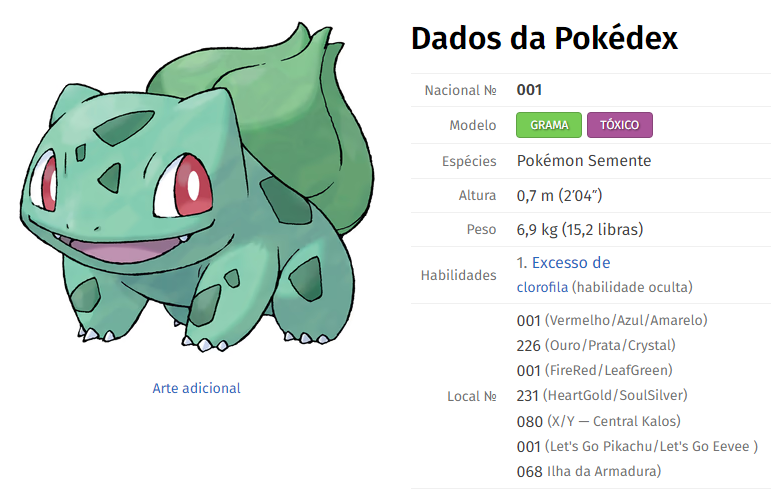 Dados da Pokédex
Nacional № 001
Modelo GRAMA TÓXICO
Espécies Pokémon Semente
Altura 0,7 m (2′04″)
Peso 6,9 kg (15,2 libras)
Habilidades 1. Excesso de
clorofila (habilidade oculta)
Local № 001 (Vermelho/Azul/Amarelo)
226 (Ouro/Prata/Crystal)
001 (FireRed/LeafGreen)
231 (HeartGold/SoulSilver)
080 (X/Y — Central Kalos)
001 (Let's Go Pikachu/Let's Go Eevee )
068 Ilha da Armadura)
Arte adicional